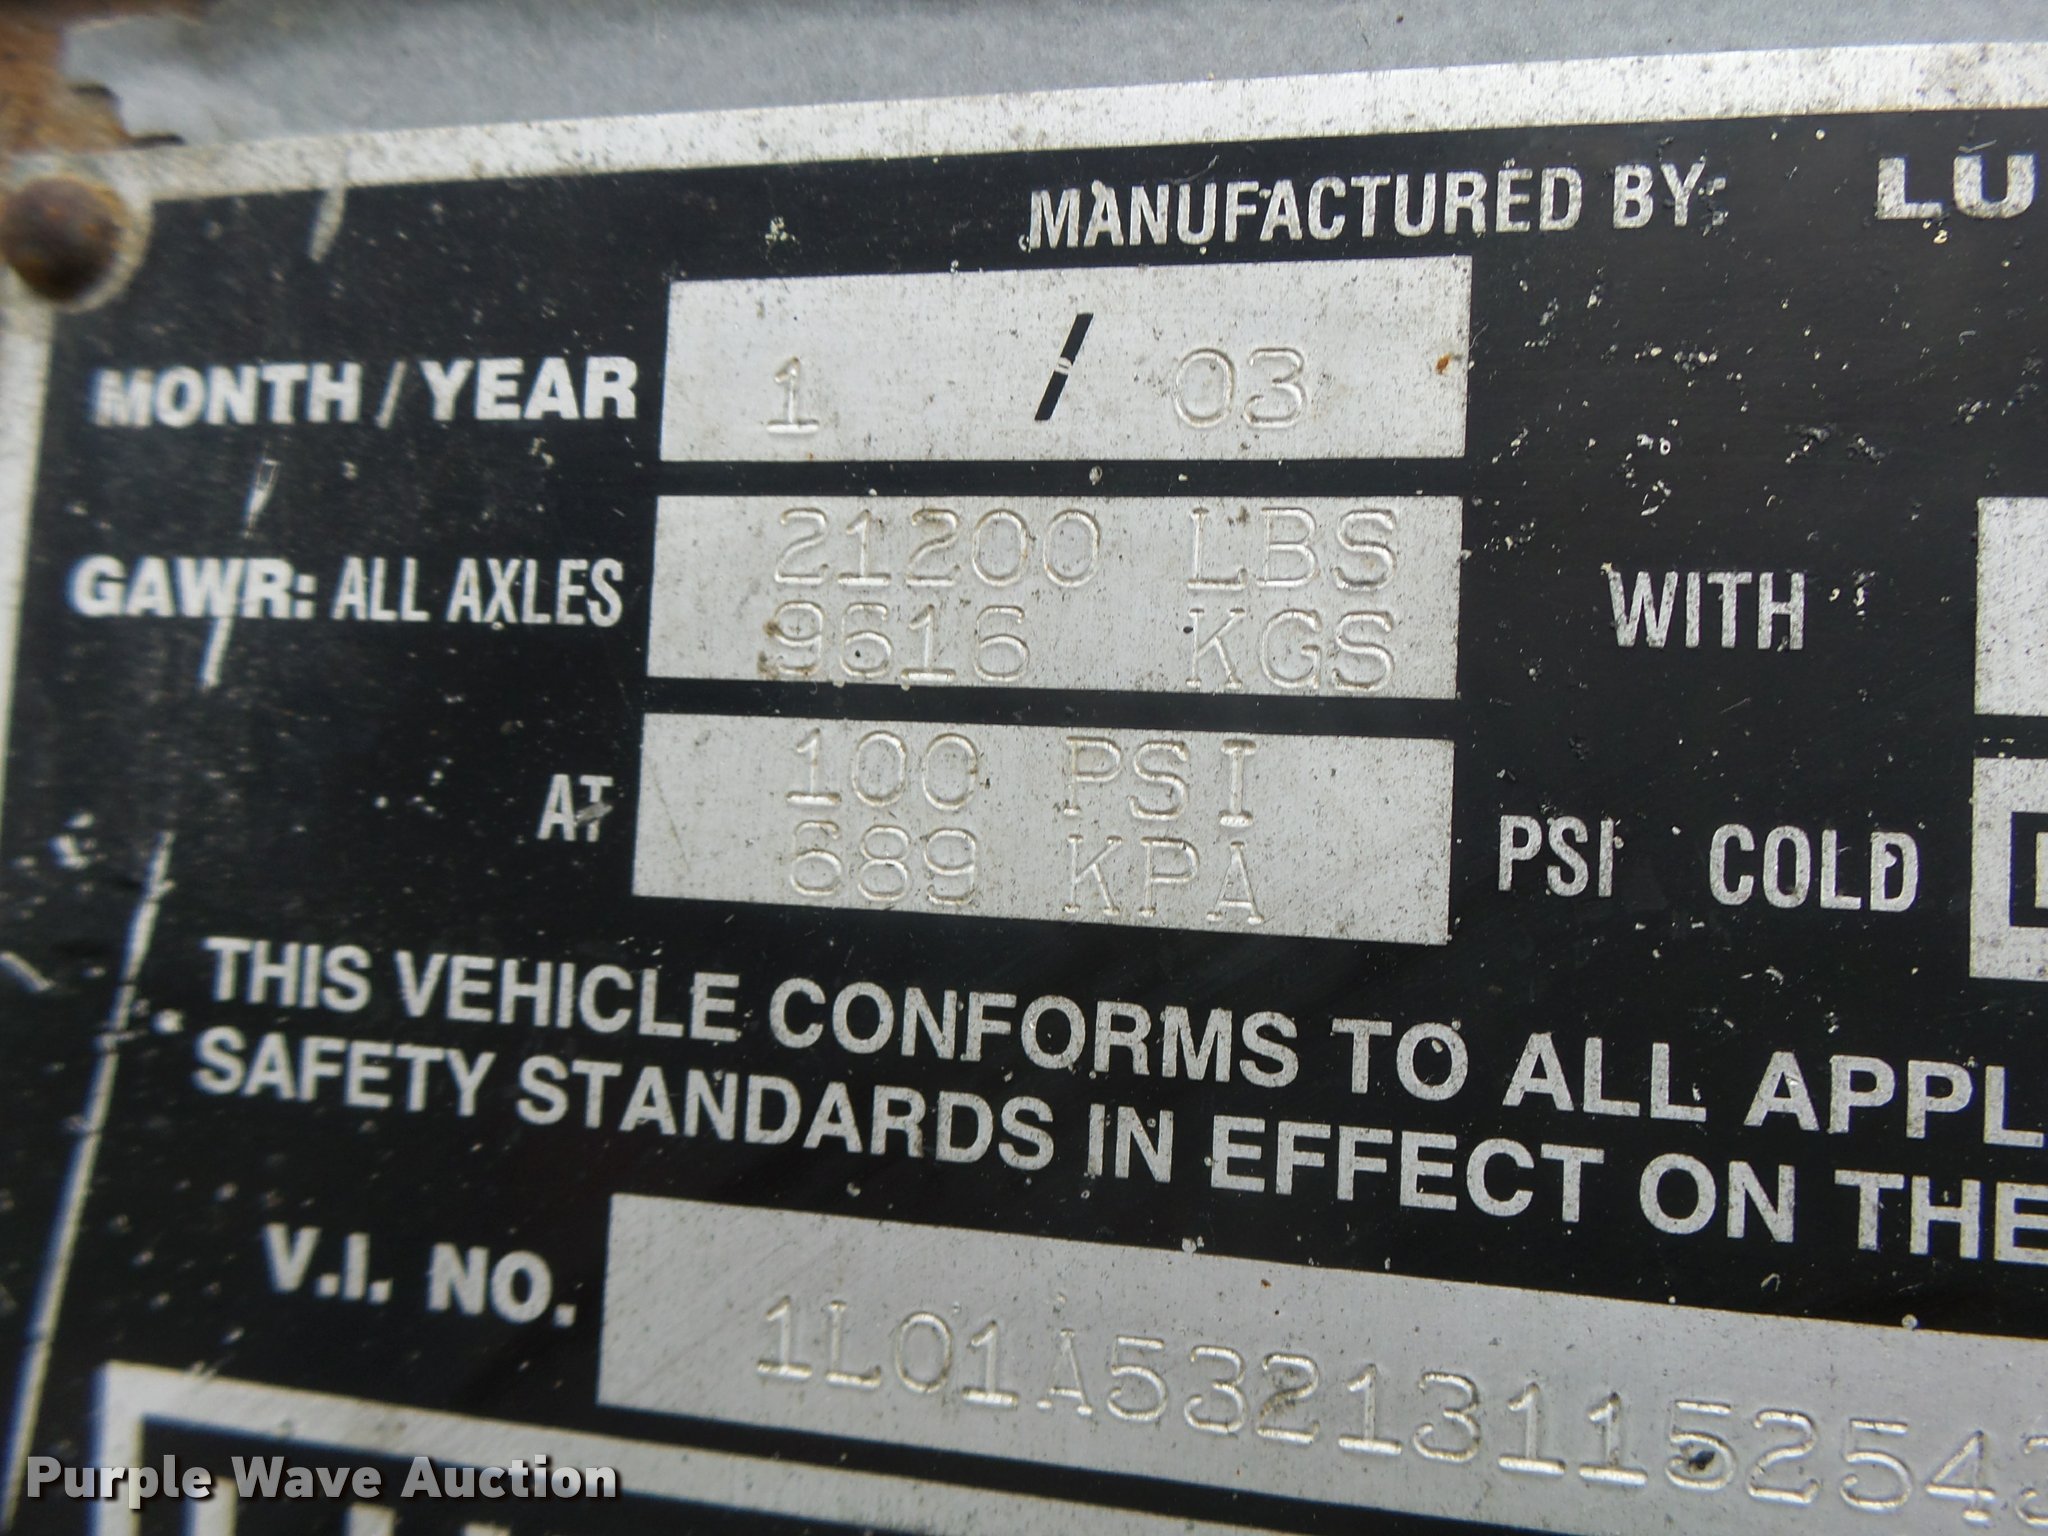 MANUFACTURED BY: LU
MONTH / YEAR 1 / 03
GAWR: ALL AXLES 21200 LBS WITH
9616 KGS
AT 100 PSI PSI COLD
689 KPA
THIS VEHICLE CONFORMS TO ALL APPL
SAFETY STANDARDS IN EFFECT ON THE
V.I. NO. 1L01A532131152543
Purple Wave Auction